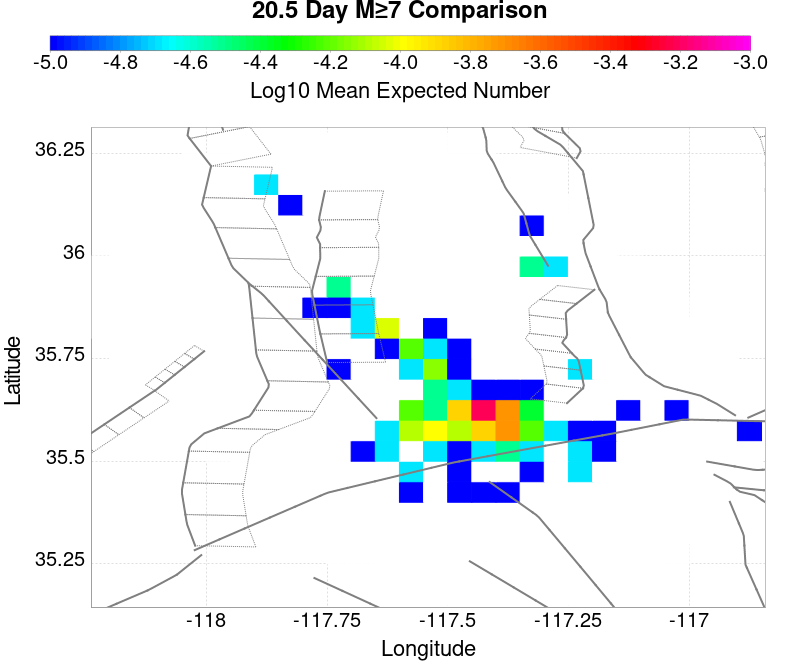 20.5 Day M≥7 Comparison
-5.0 -4.8 -4.6 -4.4 -4.2 -4.0 -3.8 -3.6 -3.4 -3.2 -3.0
Log10 Mean Expected Number
36.25
36
35.75
35.5
35.25
Latitude
-118 -117.75 -117.5 -117.25 -117
Longitude